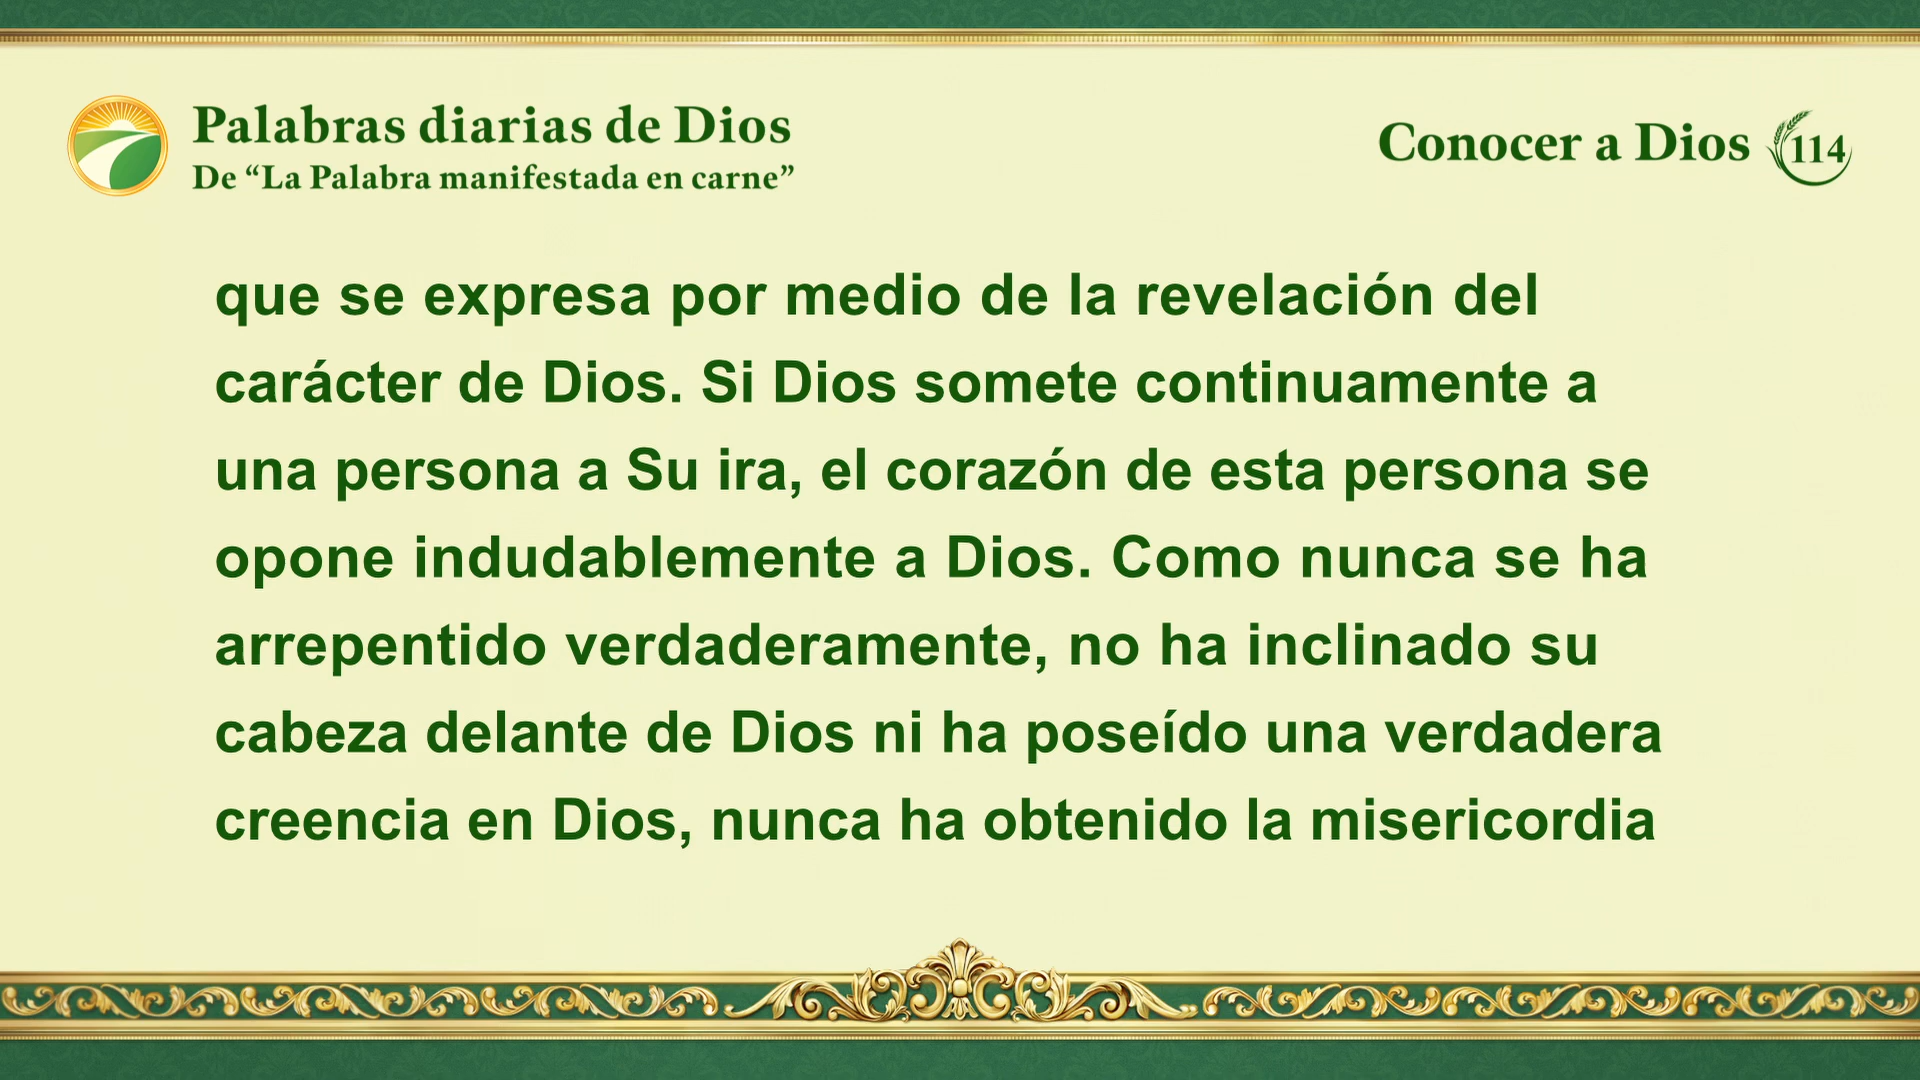 Palabras diarias de Dios
De “La Palabra manifestada en carne”
Conocer a Dios 114
que se expresa por medio de la revelación del
carácter de Dios. Si Dios somete continuamente a
una persona a Su ira, el corazón de esta persona se
opone indudablemente a Dios. Como nunca se ha
arrepentido verdaderamente, no ha inclinado su
cabeza delante de Dios ni ha poseído una verdadera
creencia en Dios, nunca ha obtenido la misericordia